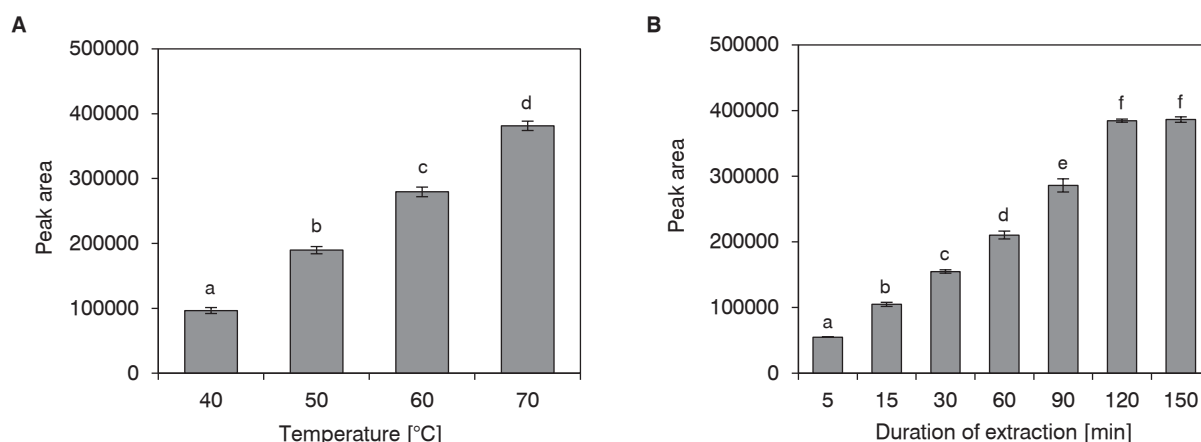 A
500000
400000
300000
200000
100000
0
Peak area
a
b
c
d
40 50 60 70
Temperature [°C]
B
500000
400000
300000
200000
100000
0
Peak area
a
b
c
d
e
f
f
5 15 30 60 90 120 150
Duration of extraction [min]